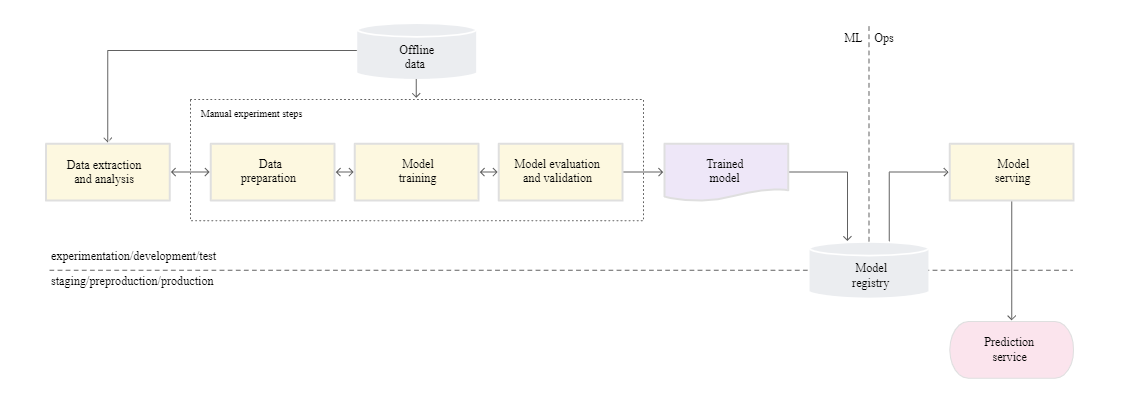 Offline
data
ML
Ops
Manual experiment steps
Data extraction
and analysis
Data
preparation
Model
training
Model evaluation
and validation
Trained
model
Model
serving
experimentation/development/test
staging/preproduction/production
Model
registry
Prediction
service